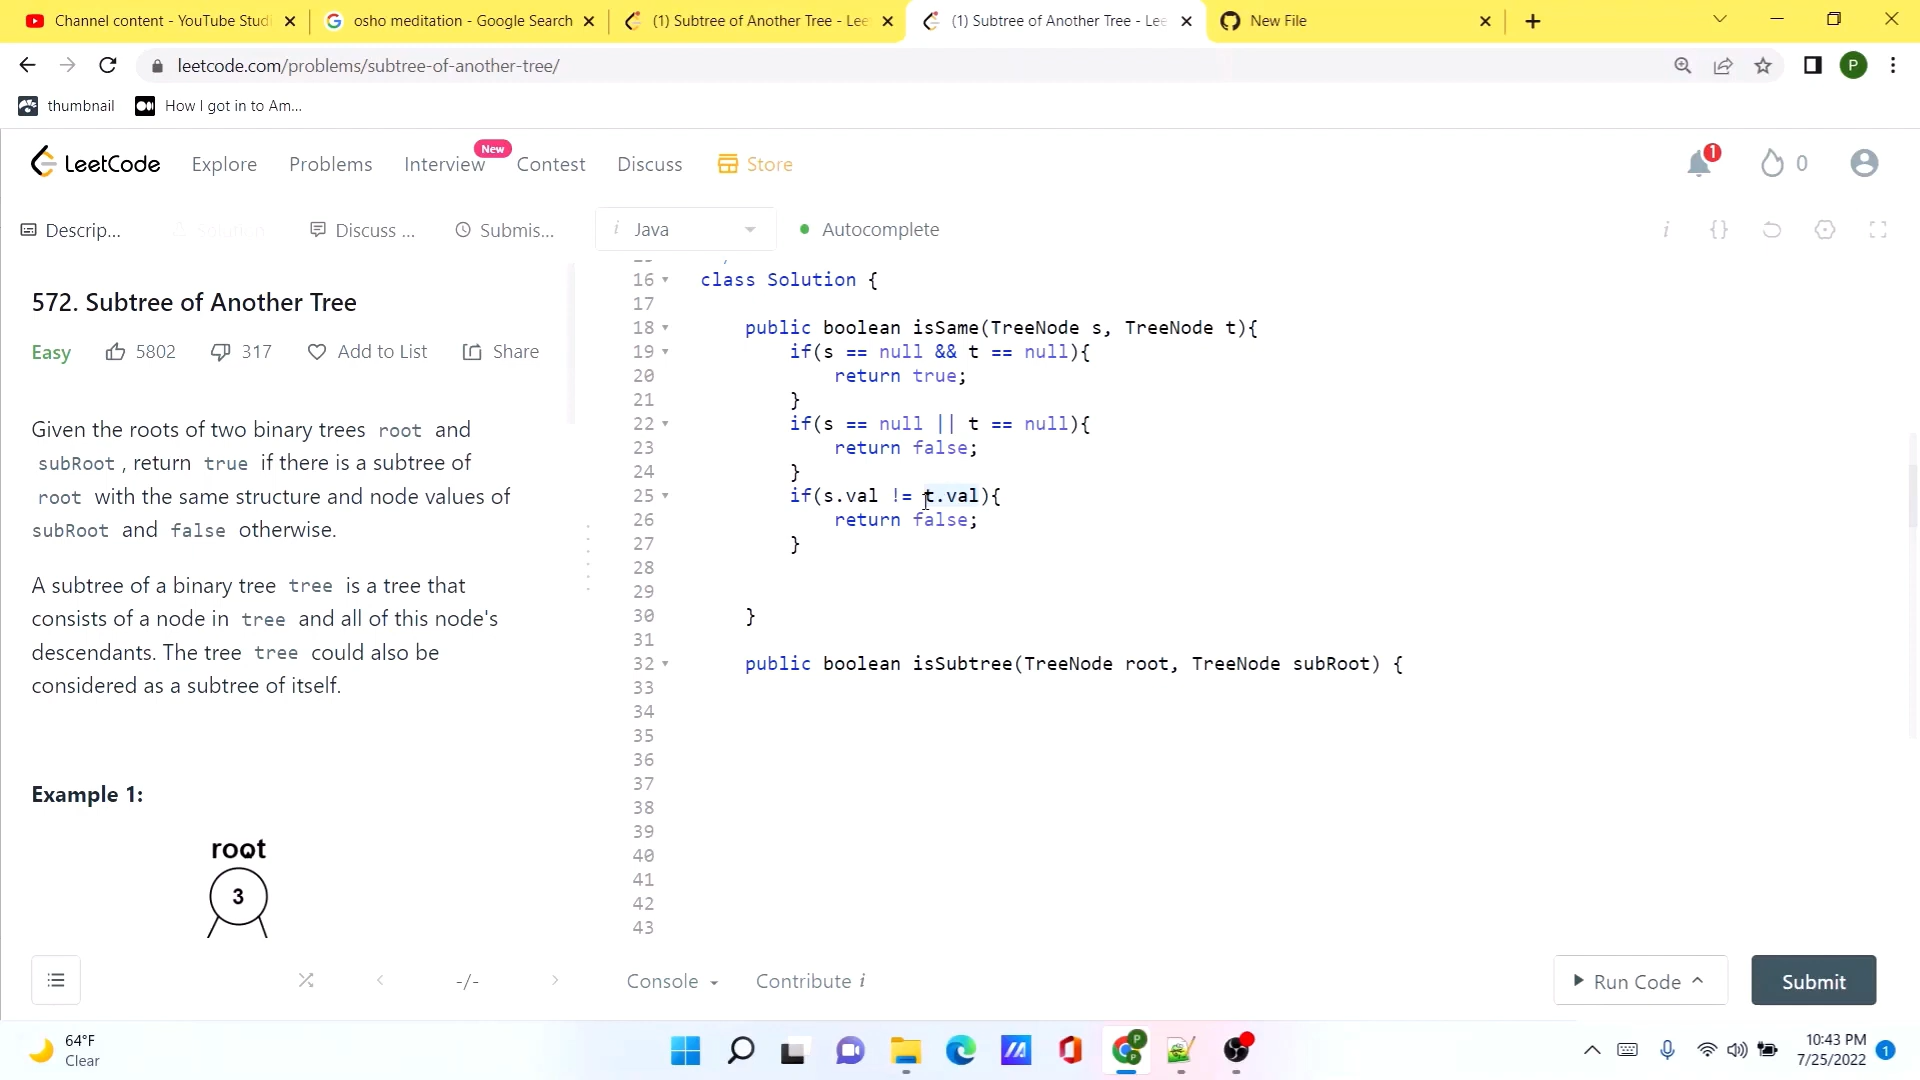 Channel content - YouTube Studi
osho meditation - Google Search
(1) Subtree of Another Tree - Lee
(1) Subtree of Another Tree - Lee
New File
leetcode.com/problems/subtree-of-another-tree/
P
thumbnail
How I got in to Am...
LeetCode
Explore
Problems
Interview
New
Contest
Discuss
Store
1
0
Descrip...
Solution
Discuss ...
Submis...
i Java
Autocomplete
i {}
572. Subtree of Another Tree
Easy
5802
317
Add to List
Share
Given the roots of two binary trees root and
subRoot, return true if there is a subtree of
root with the same structure and node values of
subRoot and false otherwise.
A subtree of a binary tree tree is a tree that
consists of a node in tree and all of this node's
descendants. The tree tree could also be
considered as a subtree of itself.
Example 1:
root
3
16 class Solution {
17
18 public boolean isSame(TreeNode s, TreeNode t){
19 if(s == null && t == null){
20 return true;
21 }
22 if(s == null || t == null){
23 return false;
24 }
25 if(s.val != t.val){
26 return false;
27 }
28
29
30 }
31
32 public boolean isSubtree(TreeNode root, TreeNode subRoot) {
33
34
35
36
37
38
39
40
41
42
43
-/-
Console
Contribute i
Run Code
Submit
64°F
Clear
P
P
10:43 PM
7/25/2022
1